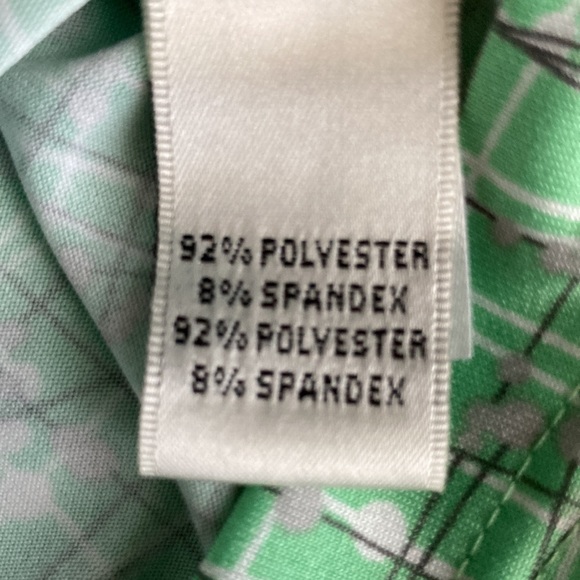 92% POLYESTER
8% SPANDEX
92% POLYESTER
8% SPANDEX